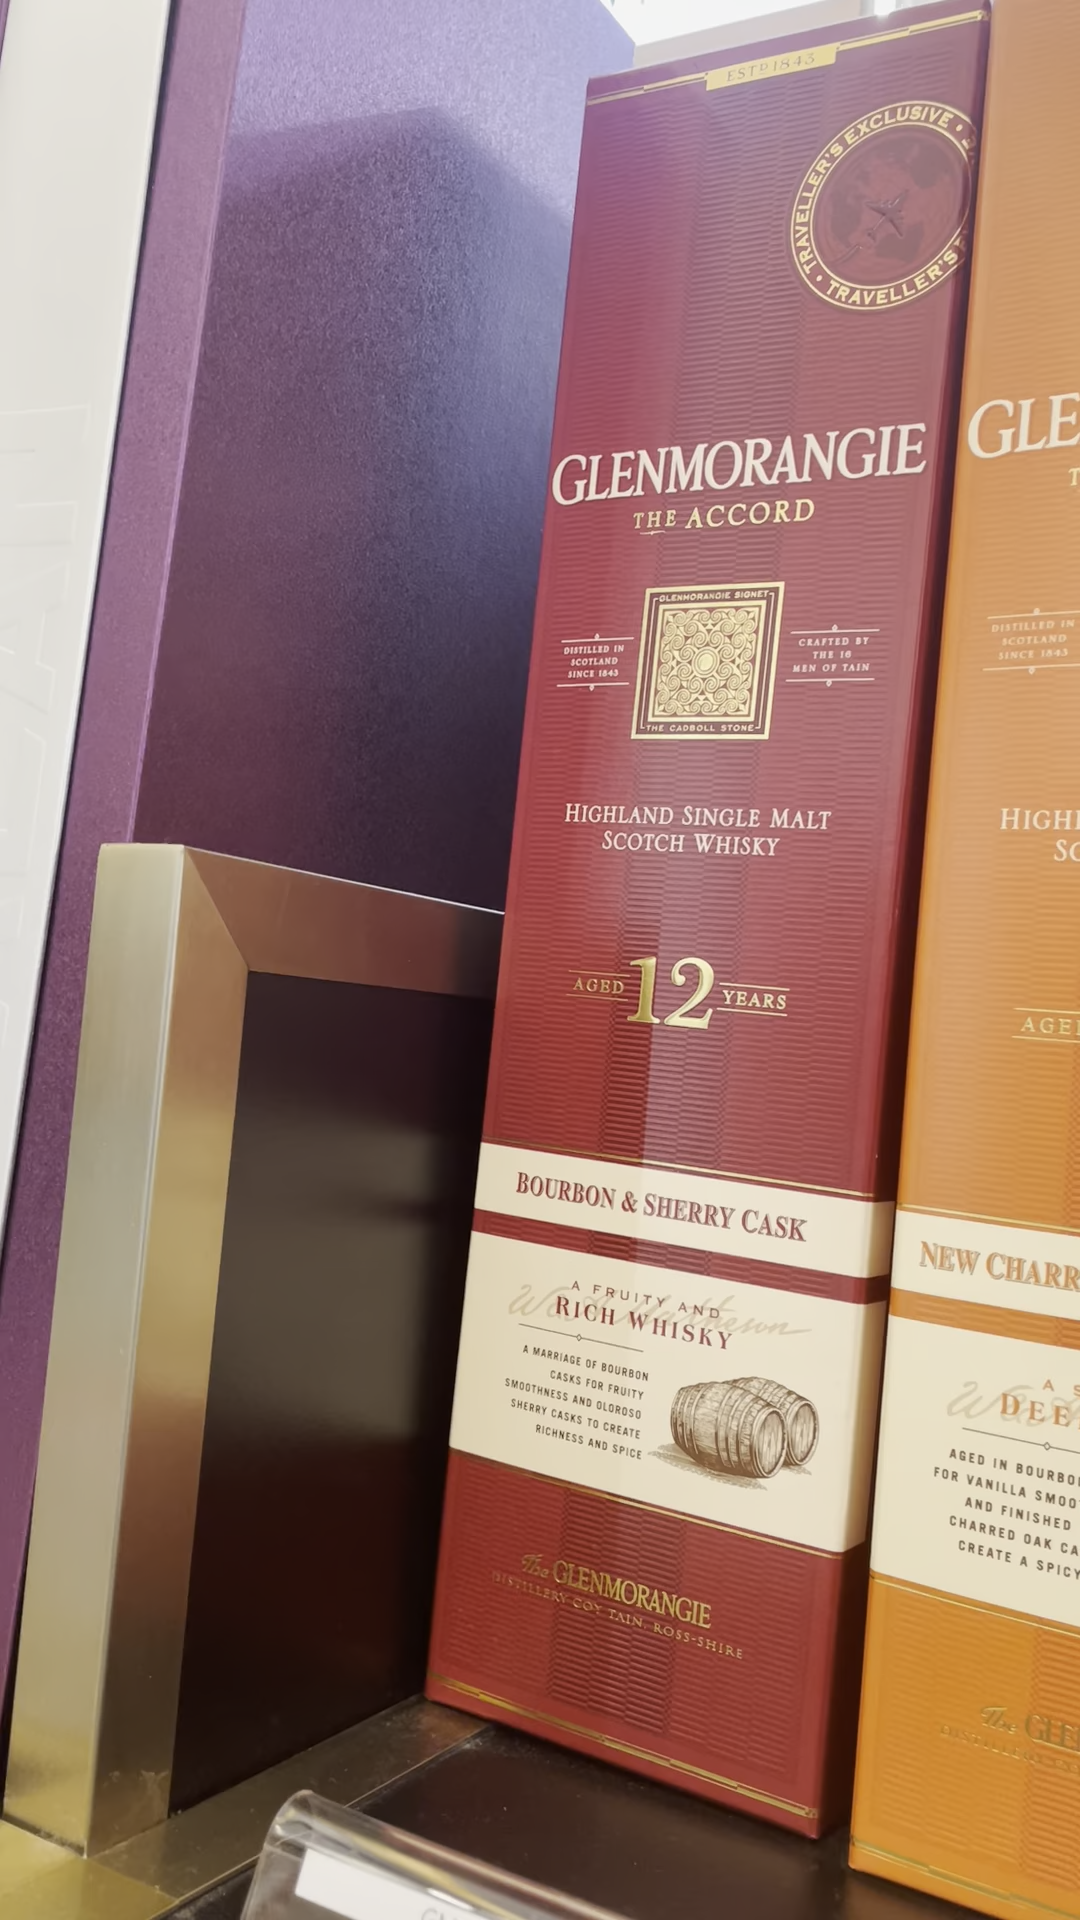 ESTD 1843
TRAVELLER'S EXCLUSIVE • TRAVELLER'S
GLENMORANGIE
THE ACCORD
GLENMORANGIE SIGNET
DISTILLED IN
SCOTLAND
SINCE 1843
CRAFTED BY
THE 16
MEN OF TAIN
THE CADBOLL STONE
HIGHLAND SINGLE MALT
SCOTCH WHISKY
AGED 12 YEARS
BOURBON & SHERRY CASK
A FRUITY AND
RICH WHISKY
A MARRIAGE OF BOURBON
CASKS FOR FRUITY
SMOOTHNESS AND OLOROSO
SHERRY CASKS TO CREATE
RICHNESS AND SPICE
The GLENMORANGIE
DISTILLERY COY TAIN, ROSS-SHIRE
GLE
DISTILLED IN
SCOTLAND
SINCE 1843
HIGH
SC
AGE
NEW CHARR
A S
DEE
AGED IN BOURBO
FOR VANILLA SMOO
AND FINISHED
CHARRED OAK CA
CREATE A SPICY
The GLE